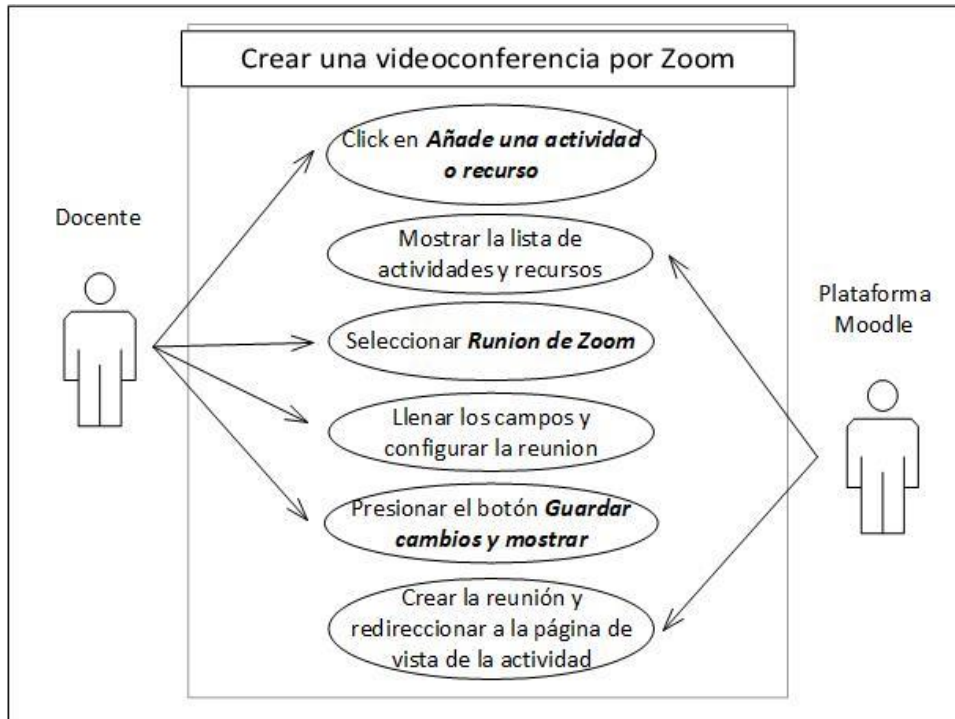 Crear una videoconferencia por Zoom
Click en Añade una actividad
o recurso
Docente
Mostrar la lista de
actividades y recursos
Plataforma
Moodle
Seleccionar Runion de Zoom
Llenar los campos y
configurar la reunion
Presionar el botón Guardar
cambios y mostrar
Crear la reunión y
redireccionar a la página de
vista de la actividad